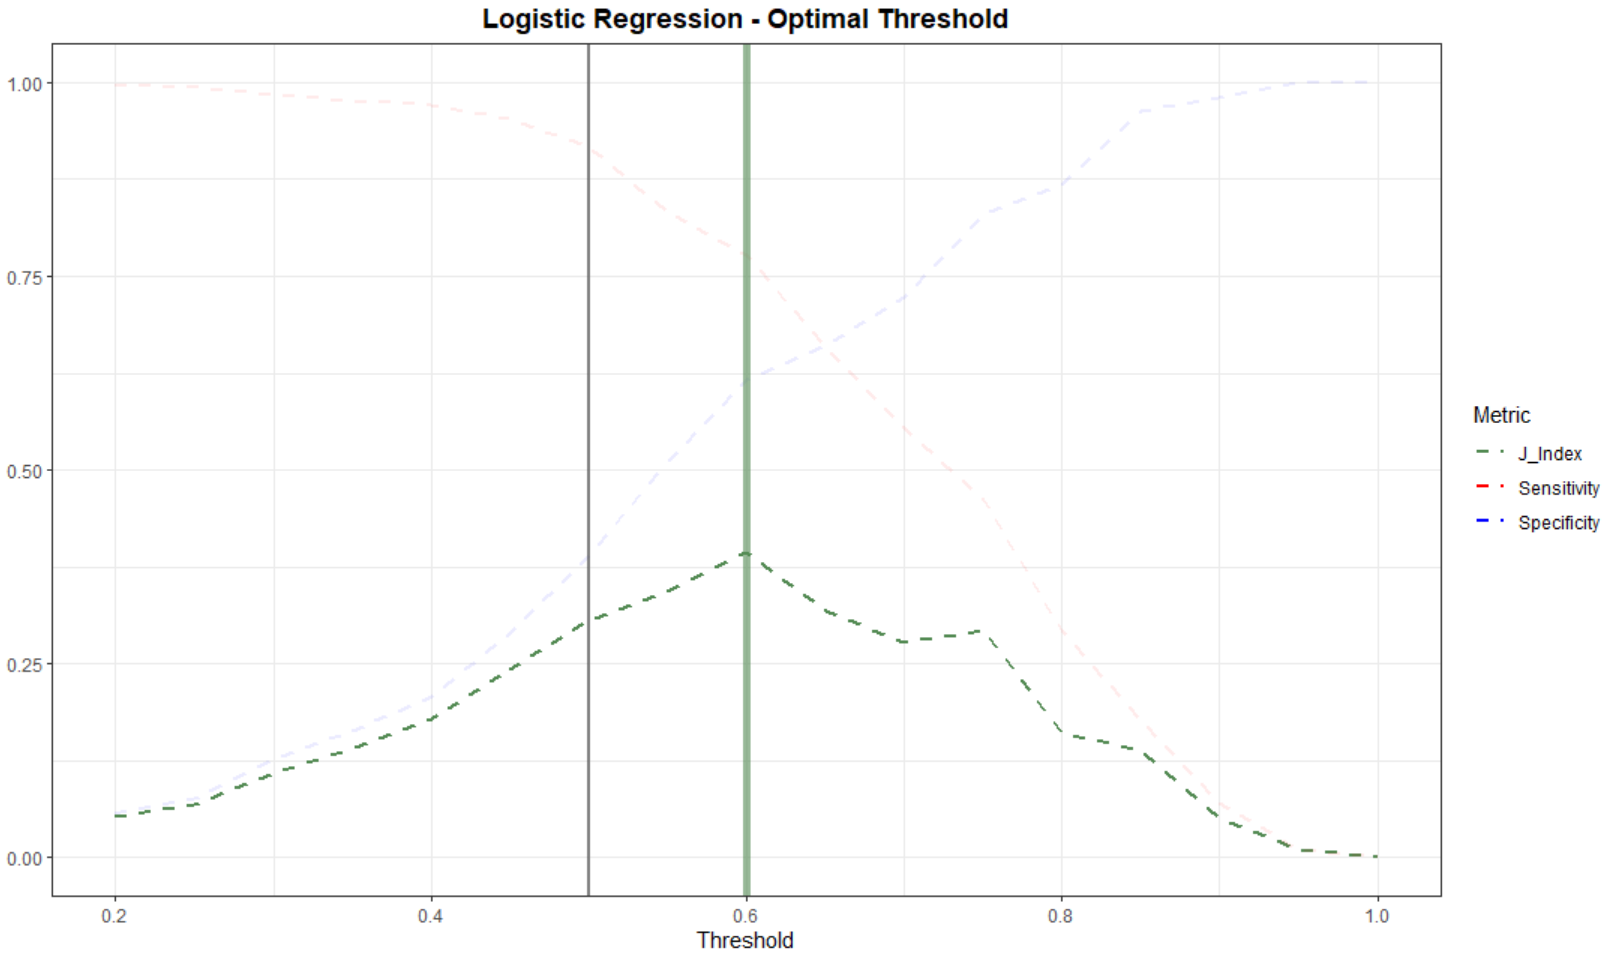 Logistic Regression - Optimal Threshold
1.00
0.75
0.50
0.25
0.00
0.2 0.4 0.6 0.8 1.0
Threshold
Metric
J_Index
Sensitivity
Specificity